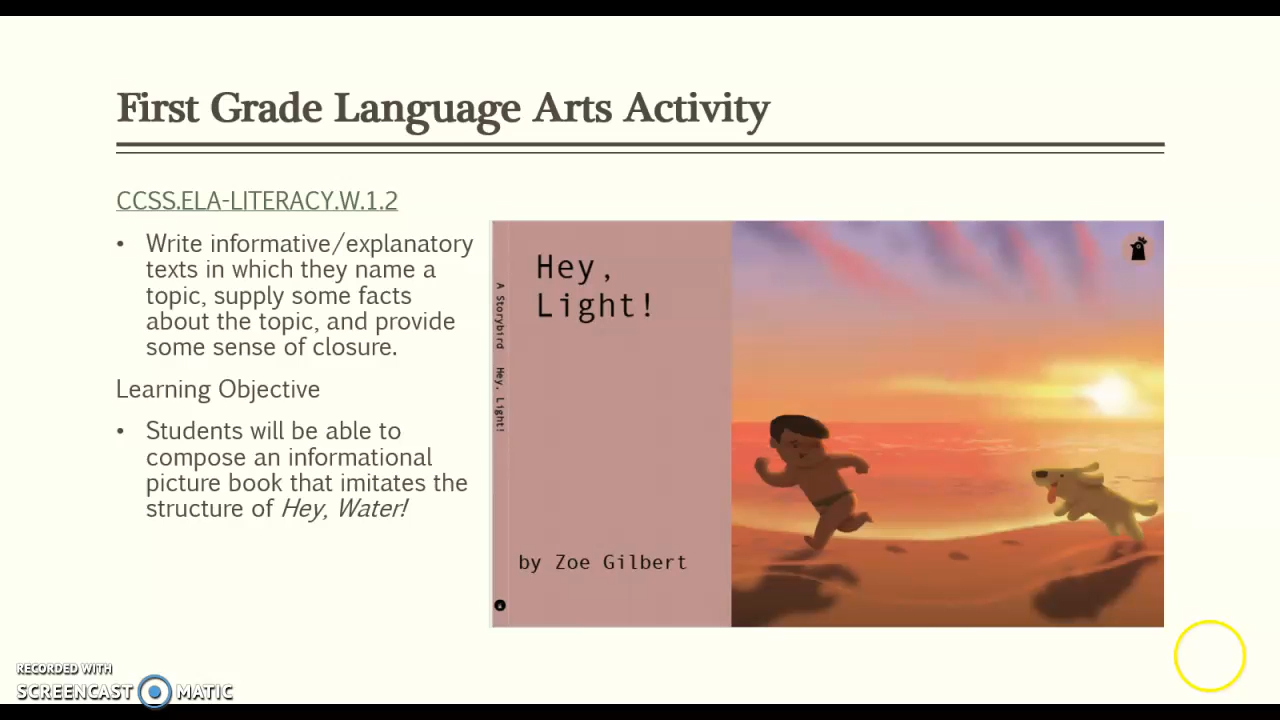 First Grade Language Arts Activity
CCSS.ELA-LITERACY.W.1.2
• Write informative/explanatory
texts in which they name a
topic, supply some facts
about the topic, and provide
some sense of closure.
Learning Objective
• Students will be able to
compose an informational
picture book that imitates the
structure of Hey, Water!
A Storybird Hey, Light!
Hey,
Light!
by Zoe Gilbert
RECORDED WITH
SCREENCAST MATIC